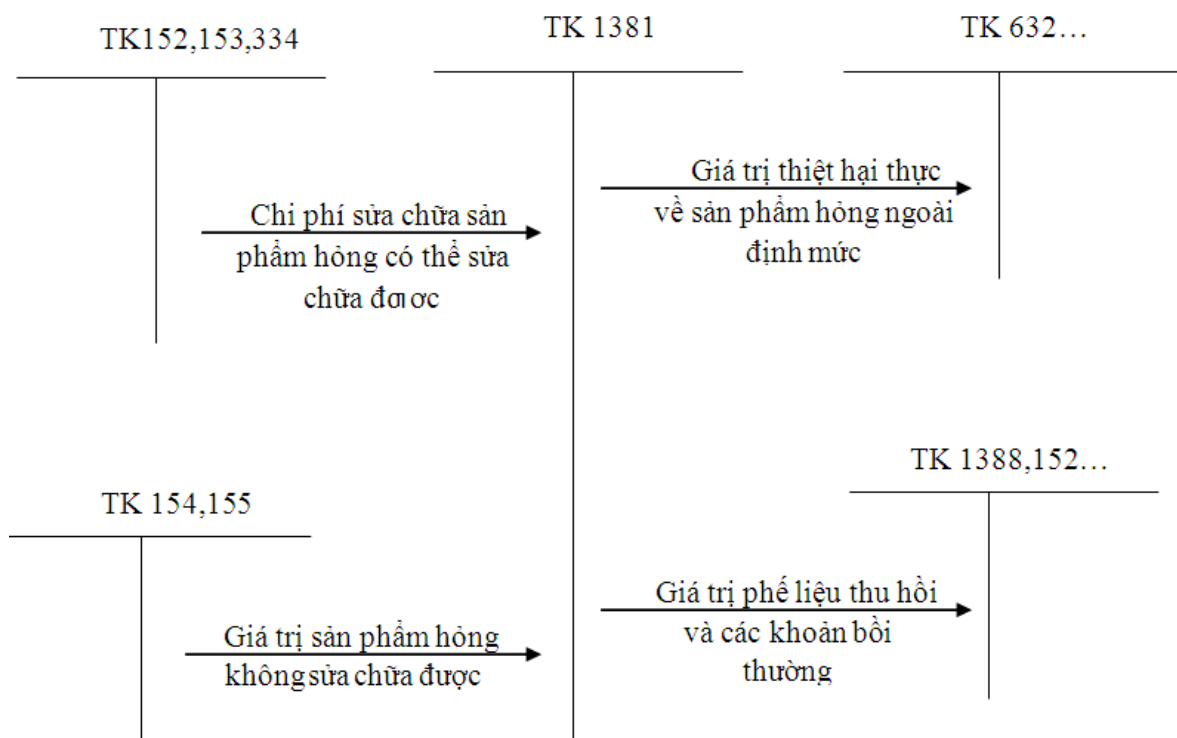 TK152,153,334
TK 1381
TK 632…
Chi phí sửa chữa sản
phẩm hỏng có thể sửa
chữa đơt ơc
Giá trị thiệt hại thực
về sản phẩm hỏng ngoài
định mức
TK 154,155
TK 1388,152…
Giá trị sản phẩm hỏng
không sửa chữa được
Giá trị phế liệu thu hồi
và các khoản bồi
thường